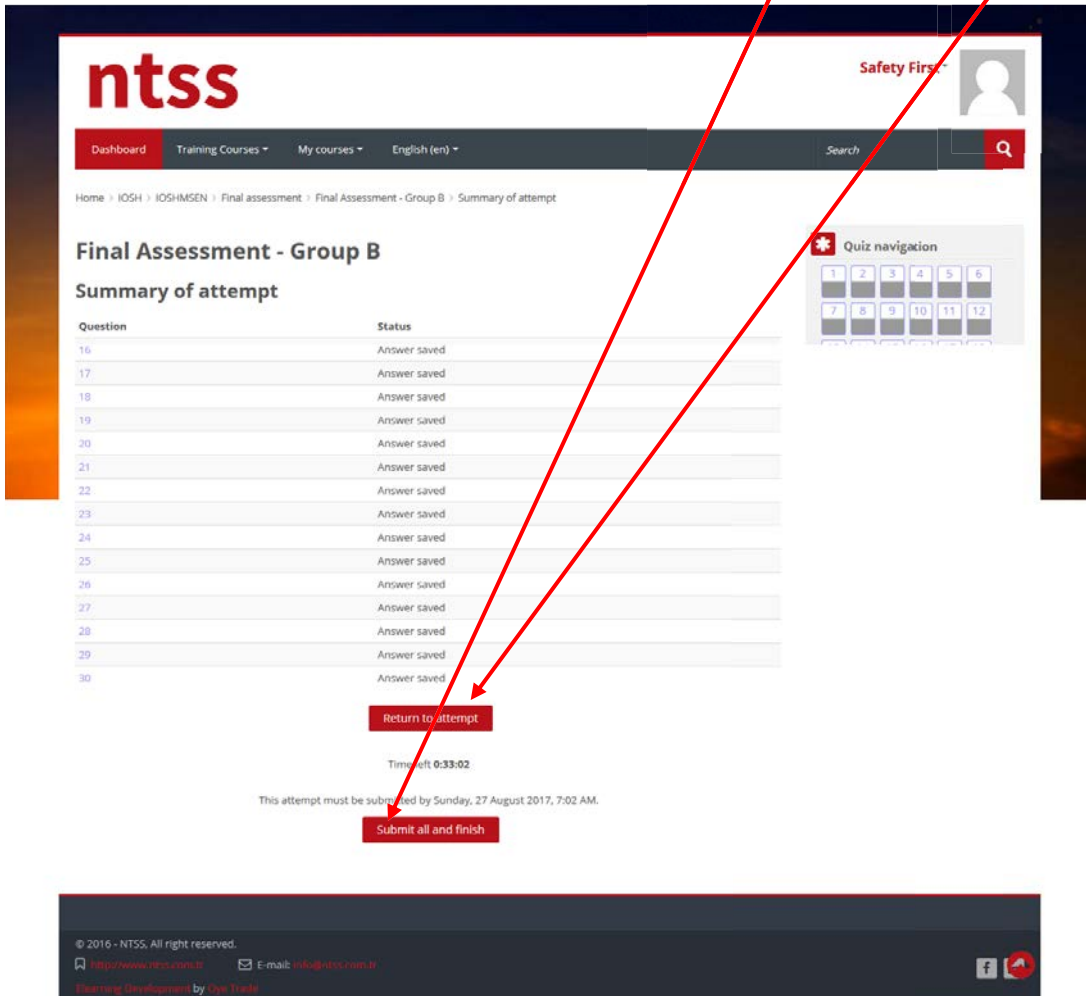 ntss
Safety First
Dashboard Training Courses My courses English (en) Search
Home > IOSH > IOSHMSEN > Final assessment > Final Assessment - Group B > Summary of attempt
Final Assessment - Group B
Summary of attempt
Question Status
16 Answer saved
17 Answer saved
18 Answer saved
19 Answer saved
20 Answer saved
21 Answer saved
22 Answer saved
23 Answer saved
24 Answer saved
25 Answer saved
26 Answer saved
27 Answer saved
28 Answer saved
29 Answer saved
30 Answer saved
Return to attempt
Time left 0:33:02
This attempt must be submitted by Sunday, 27 August 2017, 7:02 AM.
Submit all and finish
Quiz navigation
1 2 3 4 5 6
7 8 9 10 11 12
© 2016 - NTSS, All right reserved.
http://www.ntss.com.tr E-mail: info@ntss.com.tr
Elearning Development by Oye Trade